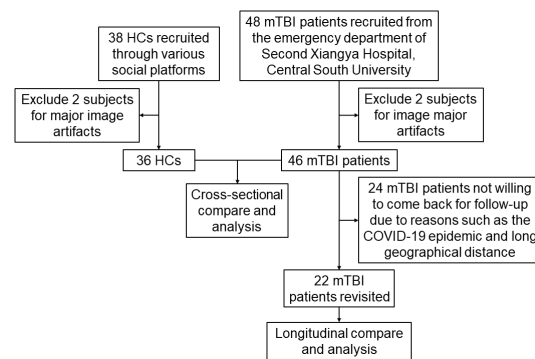 38 HCs recruited
through various
social platforms
48 mTBI patients recruited from
the emergency department of
Second Xiangya Hospital,
Central South University
Exclude 2 subjects
for major image
artifacts
Exclude 2 subjects
for image major
artifacts
36 HCs
46 mTBI patients
Cross-sectional
compare and
analysis
24 mTBI patients not willing
to come back for follow-up
due to reasons such as the
COVID-19 epidemic and long
geographical distance
22 mTBI
patients revisited
Longitudinal compare
and analysis